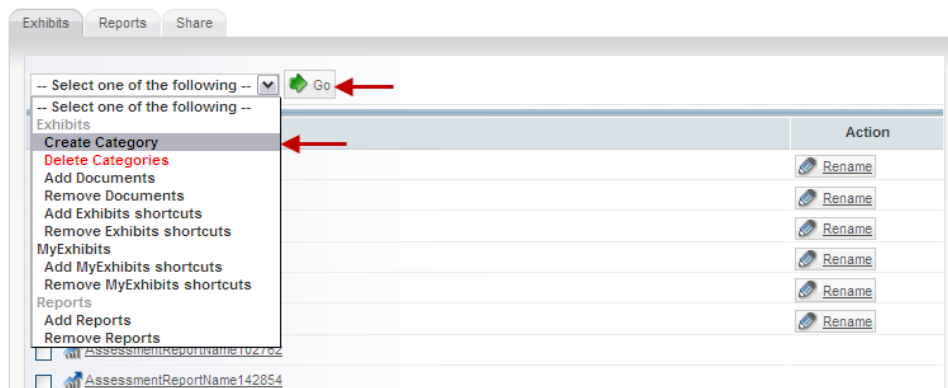 Exhibits Reports Share
-- Select one of the following -- Go
-- Select one of the following --
Exhibits
Create Category
Action
Delete Categories
Rename
Add Documents
Remove Documents
Rename
Add Exhibits shortcuts
Remove Exhibits shortcuts
Rename
MyExhibits
Add MyExhibits shortcuts
Rename
Remove MyExhibits shortcuts
Rename
Reports
Add Reports
Rename
Remove Reports
AssessmentReportName102762
AssessmentReportName142854